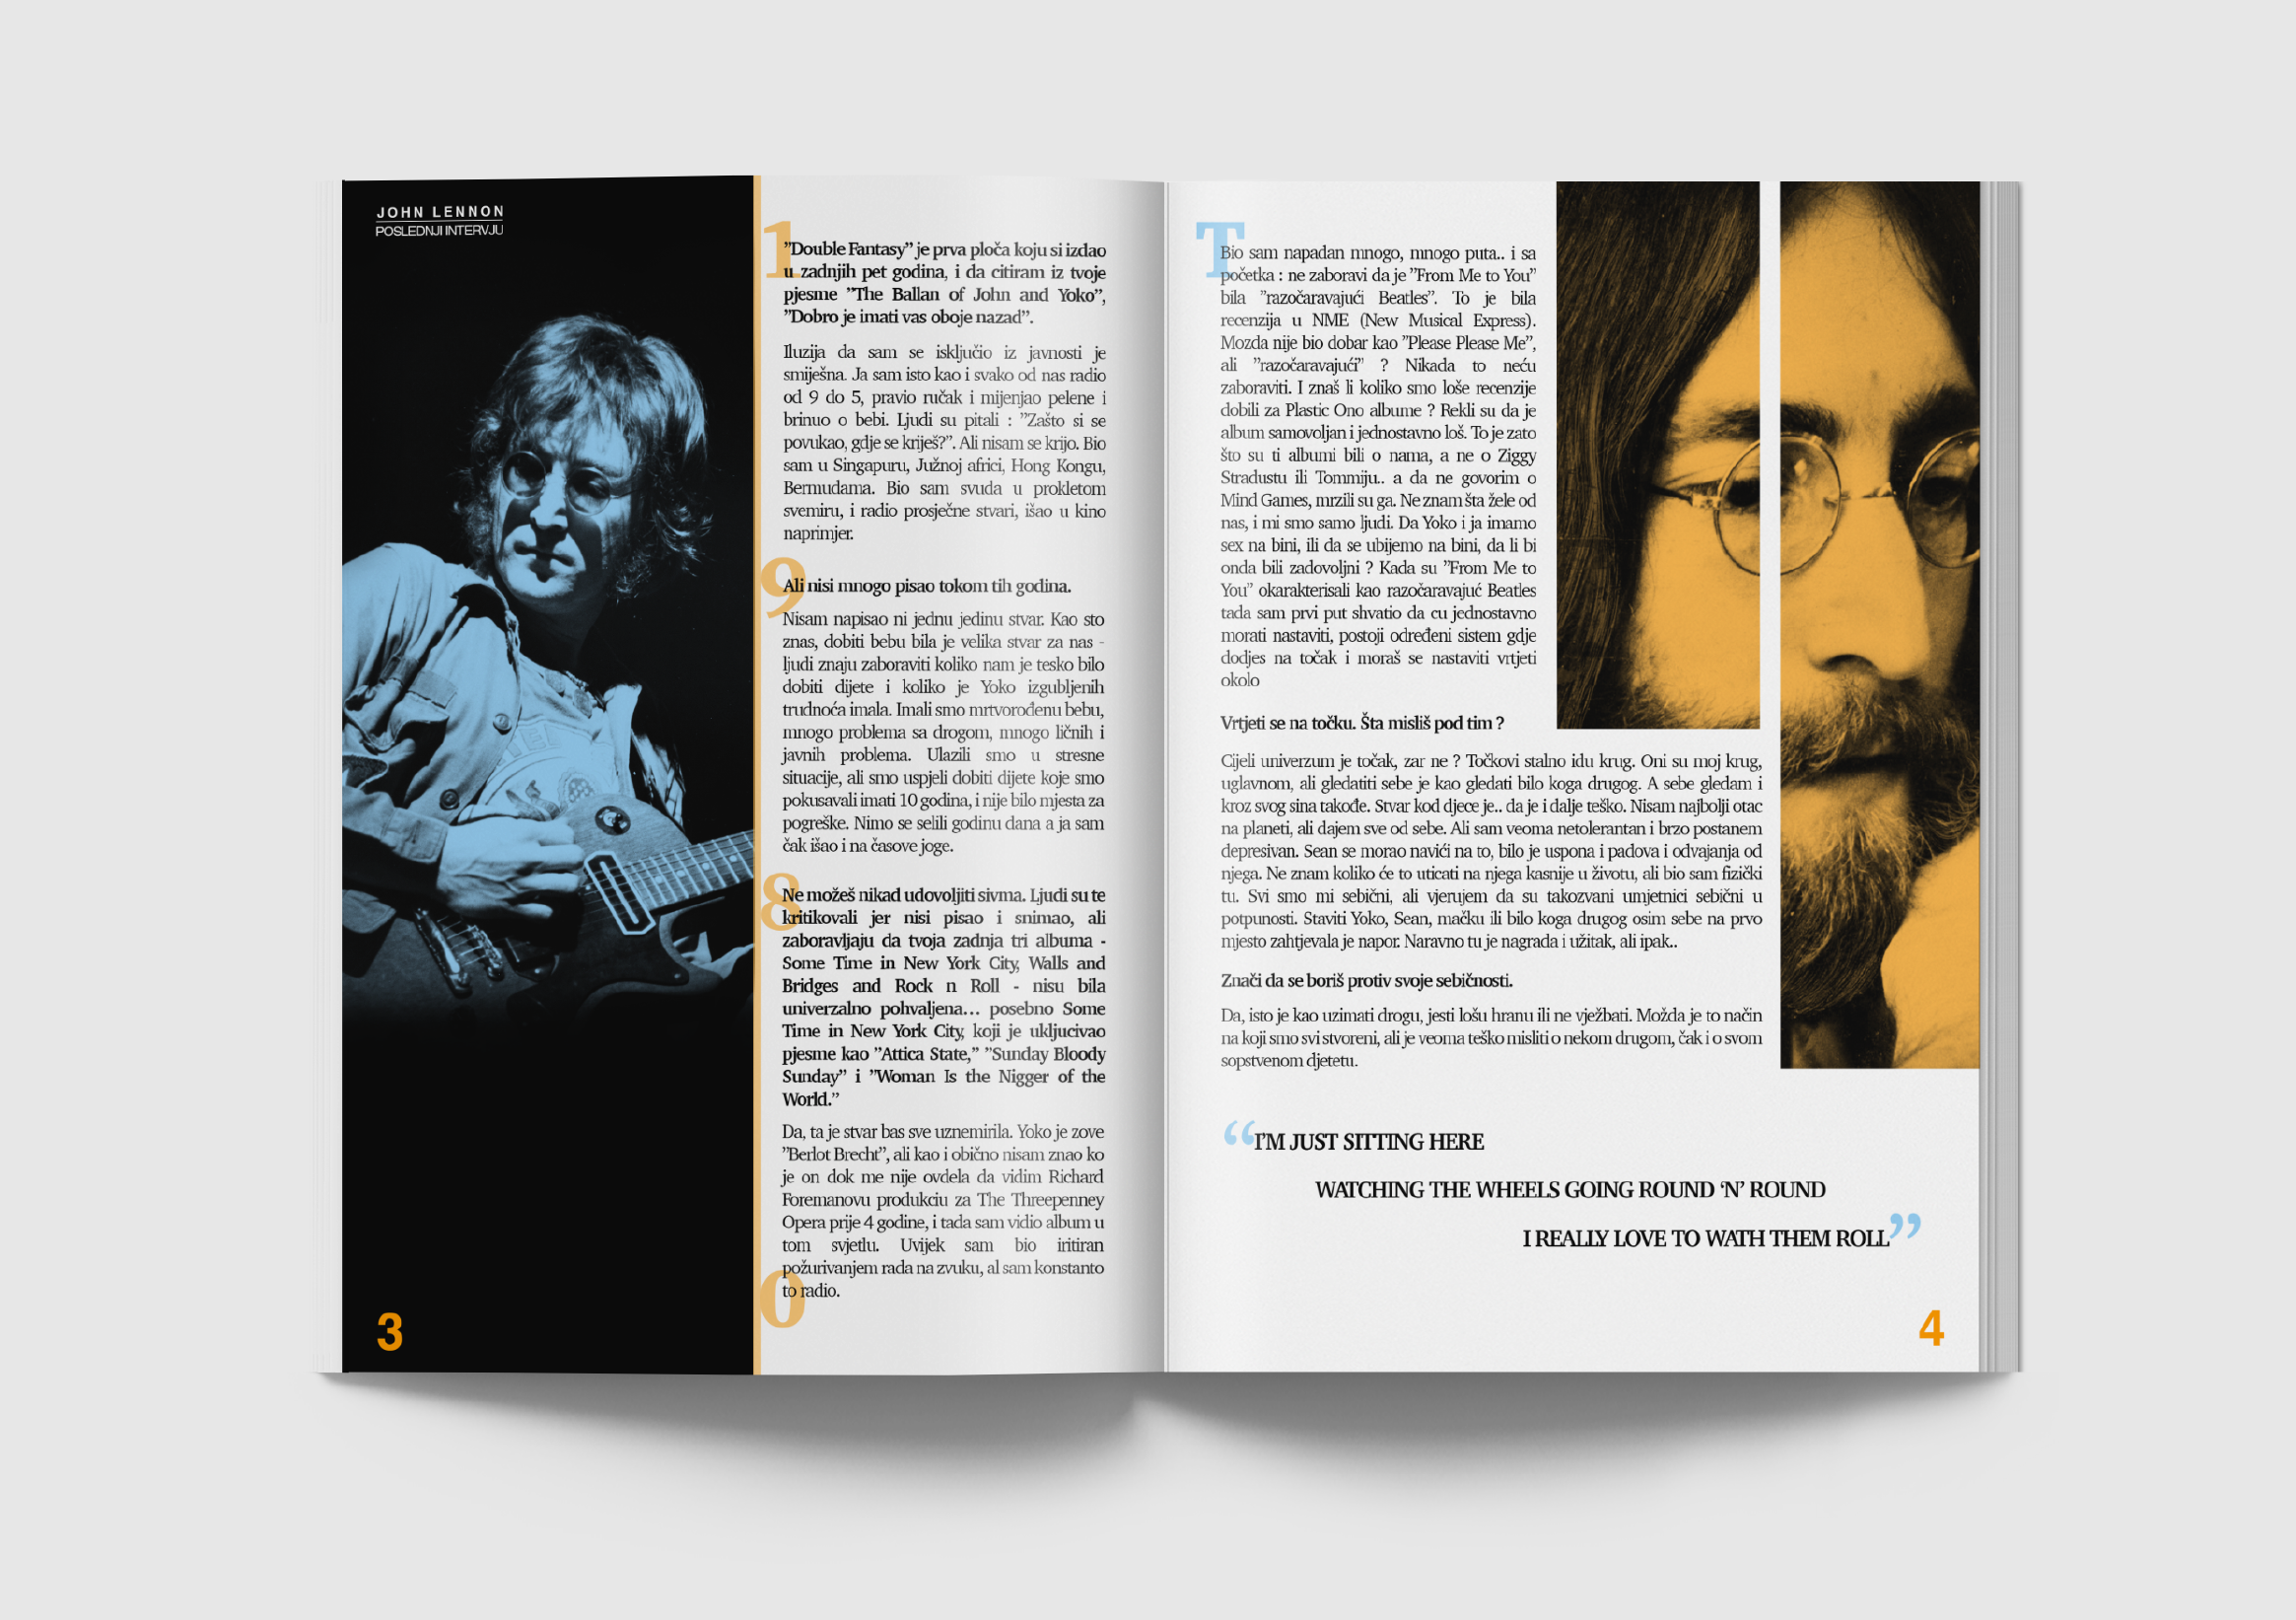 JOHN LENNON
POSLEDNJI INTERVJU
1
”Double Fantasy” je prva ploča koju si izdao
u zadnjih pet godina, i da citiram iz tvoje
pjesme ”The Ballan of John and Yoko”,
”Dobro je imati vas oboje nazad”.
Iluzija da sam se isključio iz javnosti je
smiješna. Ja sam isto kao i svako od nas radio
od 9 do 5, pravio ručak i mijenjao pelene i
brinuo o bebi. Ljudi su pitali : ”Zašto si se
povukao, gdje se kriješ?”. Ali nisam se krijo. Bio
sam u Singapuru, Južnoj africi, Hong Kongu,
Bermudama. Bio sam svuda u prokletom
svemiru, i radio prosječne stvari, išao u kino
naprimjer.
9
Ali nisi mnogo pisao tokom tih godina.
Nisam napisao ni jednu jedinu stvar. Kao sto
znas, dobiti bebu bila je velika stvar za nas -
ljudi znaju zaboraviti koliko nam je tesko bilo
dobiti dijete i koliko je Yoko izgubljenih
trudnoća imala. Imali smo mrtvorođenu bebu,
mnogo problema sa drogom, mnogo ličnih i
javnih problema. Ulazili smo u stresne
situacije, ali smo uspjeli dobiti dijete koje smo
pokusavali imati 10 godina, i nije bilo mjesta za
pogreške. Nimo se selili godinu dana a ja sam
čak išao i na časove joge.
8
Ne možeš nikad udovoljiti sivma. Ljudi su te
kritikovali jer nisi pisao i snimao, ali
zaboravljaju da tvoja zadnja tri albuma -
Some Time in New York City, Walls and
Bridges and Rock n Roll - nisu bila
univerzalno pohvaljena... posebno Some
Time in New York City, koji je ukljucivao
pjesme kao ”Attica State,” ”Sunday Bloody
Sunday” i ”Woman Is the Nigger of the
World.”
Da, ta je stvar bas sve uznemirila. Yoko je zove
”Berlot Brecht”, ali kao i obično nisam znao ko
je on dok me nije ovdela da vidim Richard
Foremanovu produkciu za The Threepenney
Opera prije 4 godine, i tada sam vidio album u
tom svjetlu. Uvijek sam bio iritiran
požurivanjem rada na zvuku, al sam konstanto
to radio.
0
3
T
Bio sam napadan mnogo, mnogo puta.. i sa
početka : ne zaboravi da je ”From Me to You”
bila ”razočaravajući Beatles”. To je bila
recenzija u NME (New Musical Express).
Mozda nije bio dobar kao ”Please Please Me”,
ali ”razočaravajući” ? Nikada to neću
zaboraviti. I znaš li koliko smo loše recenzije
dobili za Plastic Ono albume ? Rekli su da je
album samovoljan i jednostavno loš. To je zato
što su ti albumi bili o nama, a ne o Ziggy
Stradustu ili Tommiju.. a da ne govorim o
Mind Games, mrzili su ga. Ne znam šta žele od
nas, i mi smo samo ljudi. Da Yoko i ja imamo
sex na bini, ili da se ubijemo na bini, da li bi
onda bili zadovoljni ? Kada su ”From Me to
You” okarakterisali kao razočaravajuć Beatles
tada sam prvi put shvatio da cu jednostavno
morati nastaviti, postoji određeni sistem gdje
dodjes na točak i moraš se nastaviti vrtjeti
okolo
Vrtjeti se na točku. Šta misliš pod tim ?
Cijeli univerzum je točak, zar ne ? Točkovi stalno idu krug. Oni su moj krug,
uglavnom, ali gledatiti sebe je kao gledati bilo koga drugog. A sebe gledam i
kroz svog sina takođe. Stvar kod djece je.. da je i dalje teško. Nisam najbolji otac
na planeti, ali dajem sve od sebe. Ali sam veoma netolerantan i brzo postanem
depresivan. Sean se morao navići na to, bilo je uspona i padova i odvajanja od
njega. Ne znam koliko će to uticati na njega kasnije u životu, ali bio sam fizički
tu. Svi smo mi sebični, ali vjerujem da su takozvani umjetnici sebični u
potpunosti. Staviti Yoko, Sean, mačku ili bilo koga drugog osim sebe na prvo
mjesto zahtjevala je napor. Naravno tu je nagrada i užitak, ali ipak..
Znači da se boriš protiv svoje sebičnosti.
Da, isto je kao uzimati drogu, jesti lošu hranu ili ne vježbati. Možda je to način
na koji smo svi stvoreni, ali je veoma teško misliti o nekom drugom, čak i o svom
sopstvenom djetetu.
“I’M JUST SITTING HERE
WATCHING THE WHEELS GOING ROUND ‘N’ ROUND
I REALLY LOVE TO WATH THEM ROLL”
4